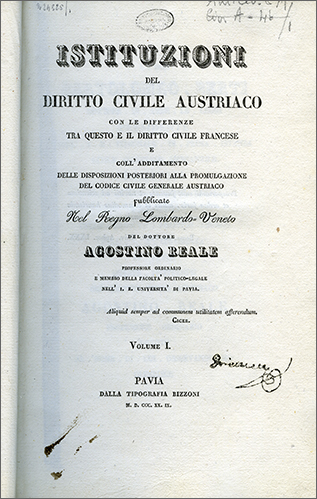 ISTITUZIONI
DEL
DIRITTO CIVILE AUSTRIACO
CON LE DIFFERENZE
TRA QUESTO E IL DIRITTO CIVILE FRANCESE
E
COLL' ADDITAMENTO
DELLE DISPOSIZIONI POSTERIORI ALLA PROMULGAZIONE
DEL CODICE CIVILE GENERALE AUSTRIACO
pubblicate
Nel Regno Lombardo-Veneto
DEL DOTTORE
AGOSTINO REALE
PROFESSORE ORDINARIO
E MEMBRO DELLA FACOLTA' POLITICO-LEGALE
NELL' I. R. UNIVERSITA' DI PAVIA.
Aliquid semper ad communem utilitatem afferendum.
CICER.
VOLUME I.
PAVIA
DALLA TIPOGRAFIA BIZZONI
M. D. CCC. XX. IX.